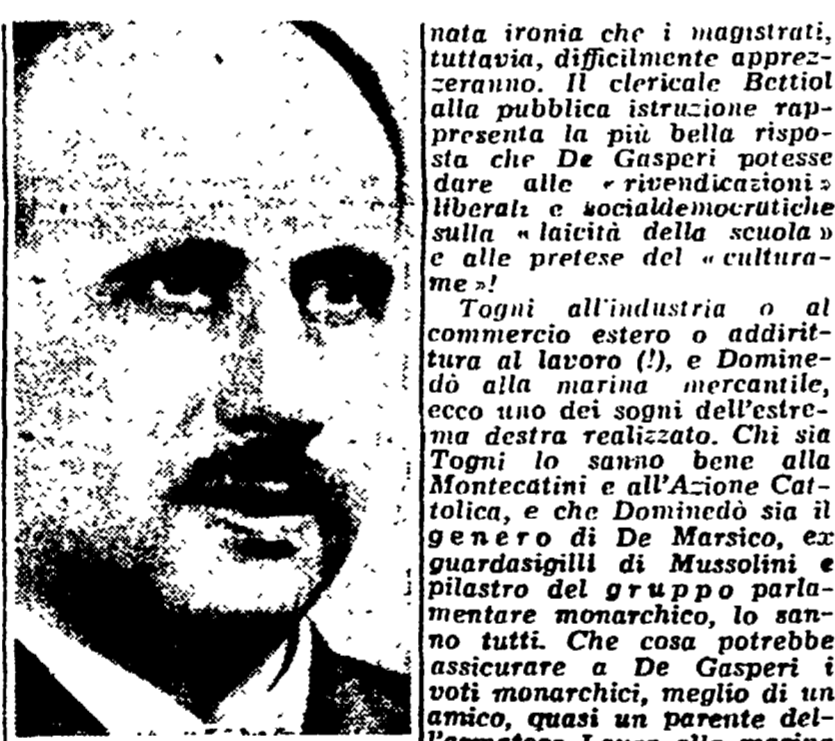 nata ironia che i magistrati,
tuttavia, difficilmente apprez-
zeranno. Il clericale Bettiol
alla pubblica istruzione rap-
presenta la più bella rispo-
sta che De Gasperi potesse
dare alle « rivendicazioni »
liberali e socialdemocratiche
sulla « laicità della scuola »
e alle pretese del « cultura-
me »!
Togni all'industria o al
commercio estero o addirit-
tura al lavoro (!), e Domine-
dò alla marina mercantile,
ecco uno dei sogni dell'estre-
ma destra realizzato. Chi sia
Togni lo sanno bene alla
Montecatini e all'Azione Cat-
tolica, e che Dominedò sia il
genero di De Marsico, ex
guardasigilli di Mussolini e
pilastro del gruppo parla-
mentare monarchico, lo san-
no tutti. Che cosa potrebbe
assicurare a De Gasperi i
voti monarchici, meglio di un
amico, quasi un parente del-